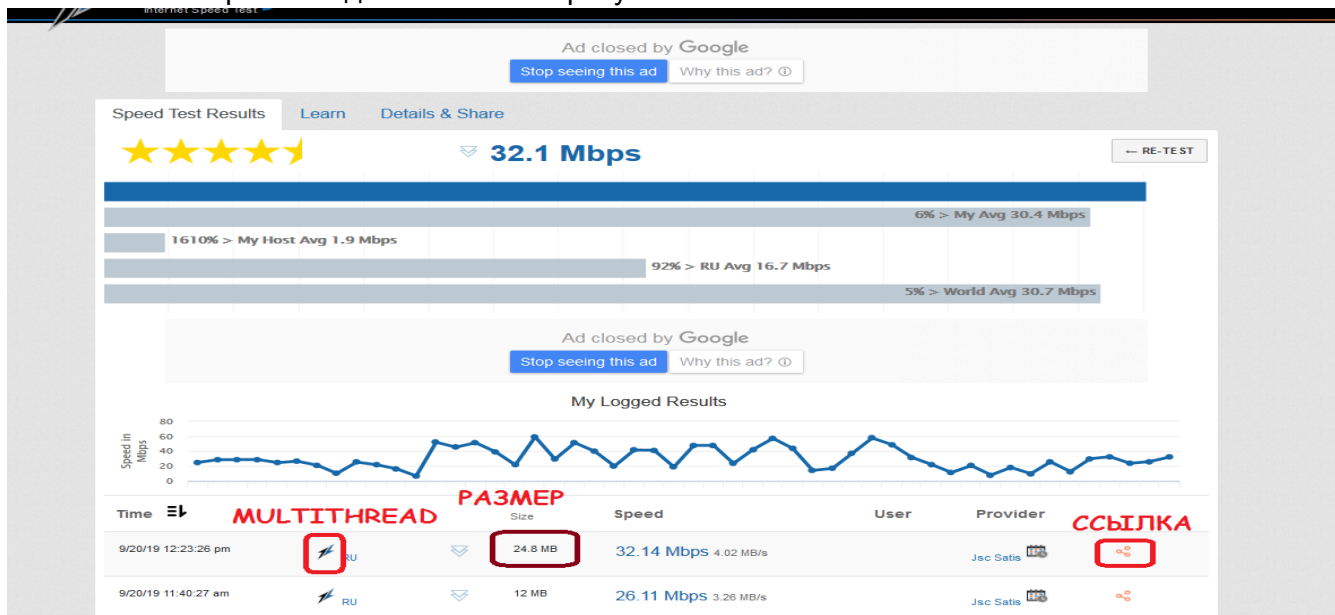 Internet Speed Test
Ad closed by Google
Stop seeing this ad Why this ad?
Speed Test Results Learn Details & Share
32.1 Mbps
← RE-TEST
6% > My Avg 30.4 Mbps
1610% > My Host Avg 1.9 Mbps
92% > RU Avg 16.7 Mbps
5% > World Avg 30.7 Mbps
Ad closed by Google
Stop seeing this ad Why this ad?
My Logged Results
Speed in Mbps
80
60
40
20
0
MULTITHREAD РАЗМЕР ССЫЛКА
Time Size Speed User Provider
9/20/19 12:23:26 pm RU 24.8 MB 32.14 Mbps 4.02 MB/s Jsc Satis
9/20/19 11:40:27 am RU 12 MB 26.11 Mbps 3.26 MB/s Jsc Satis